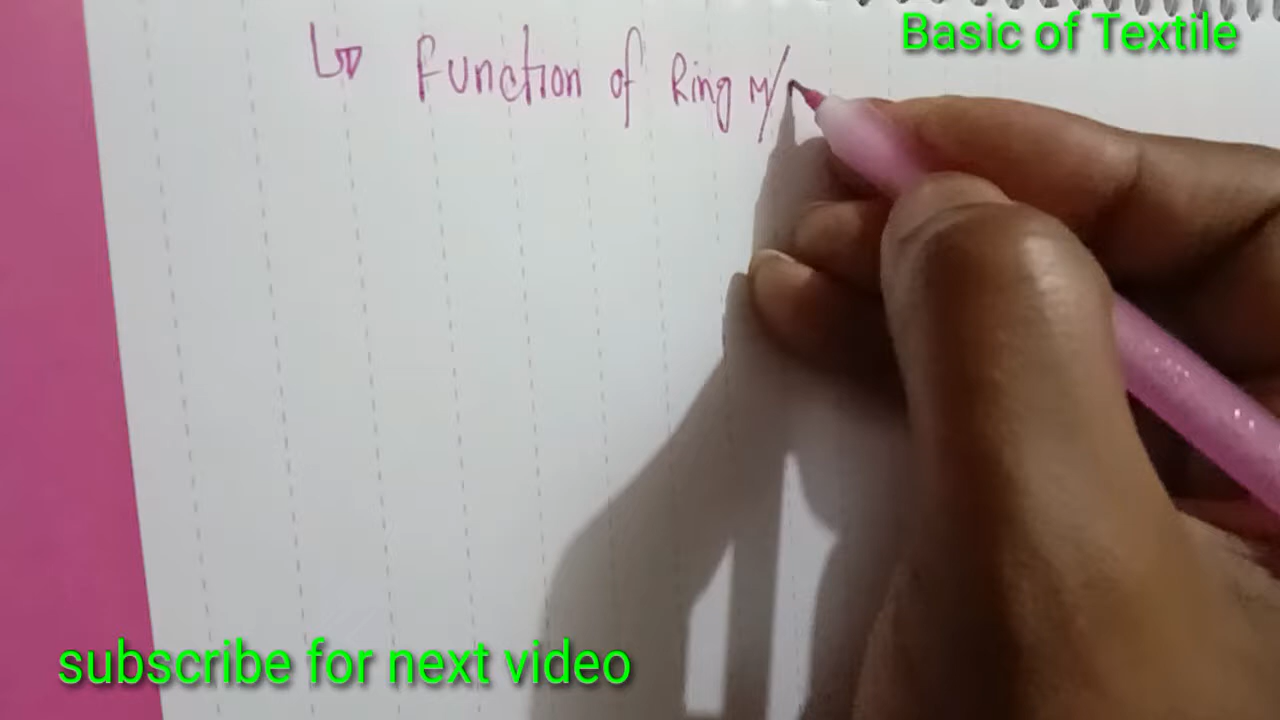 Basic of Textile
Function of Ring M/
subscribe for next video